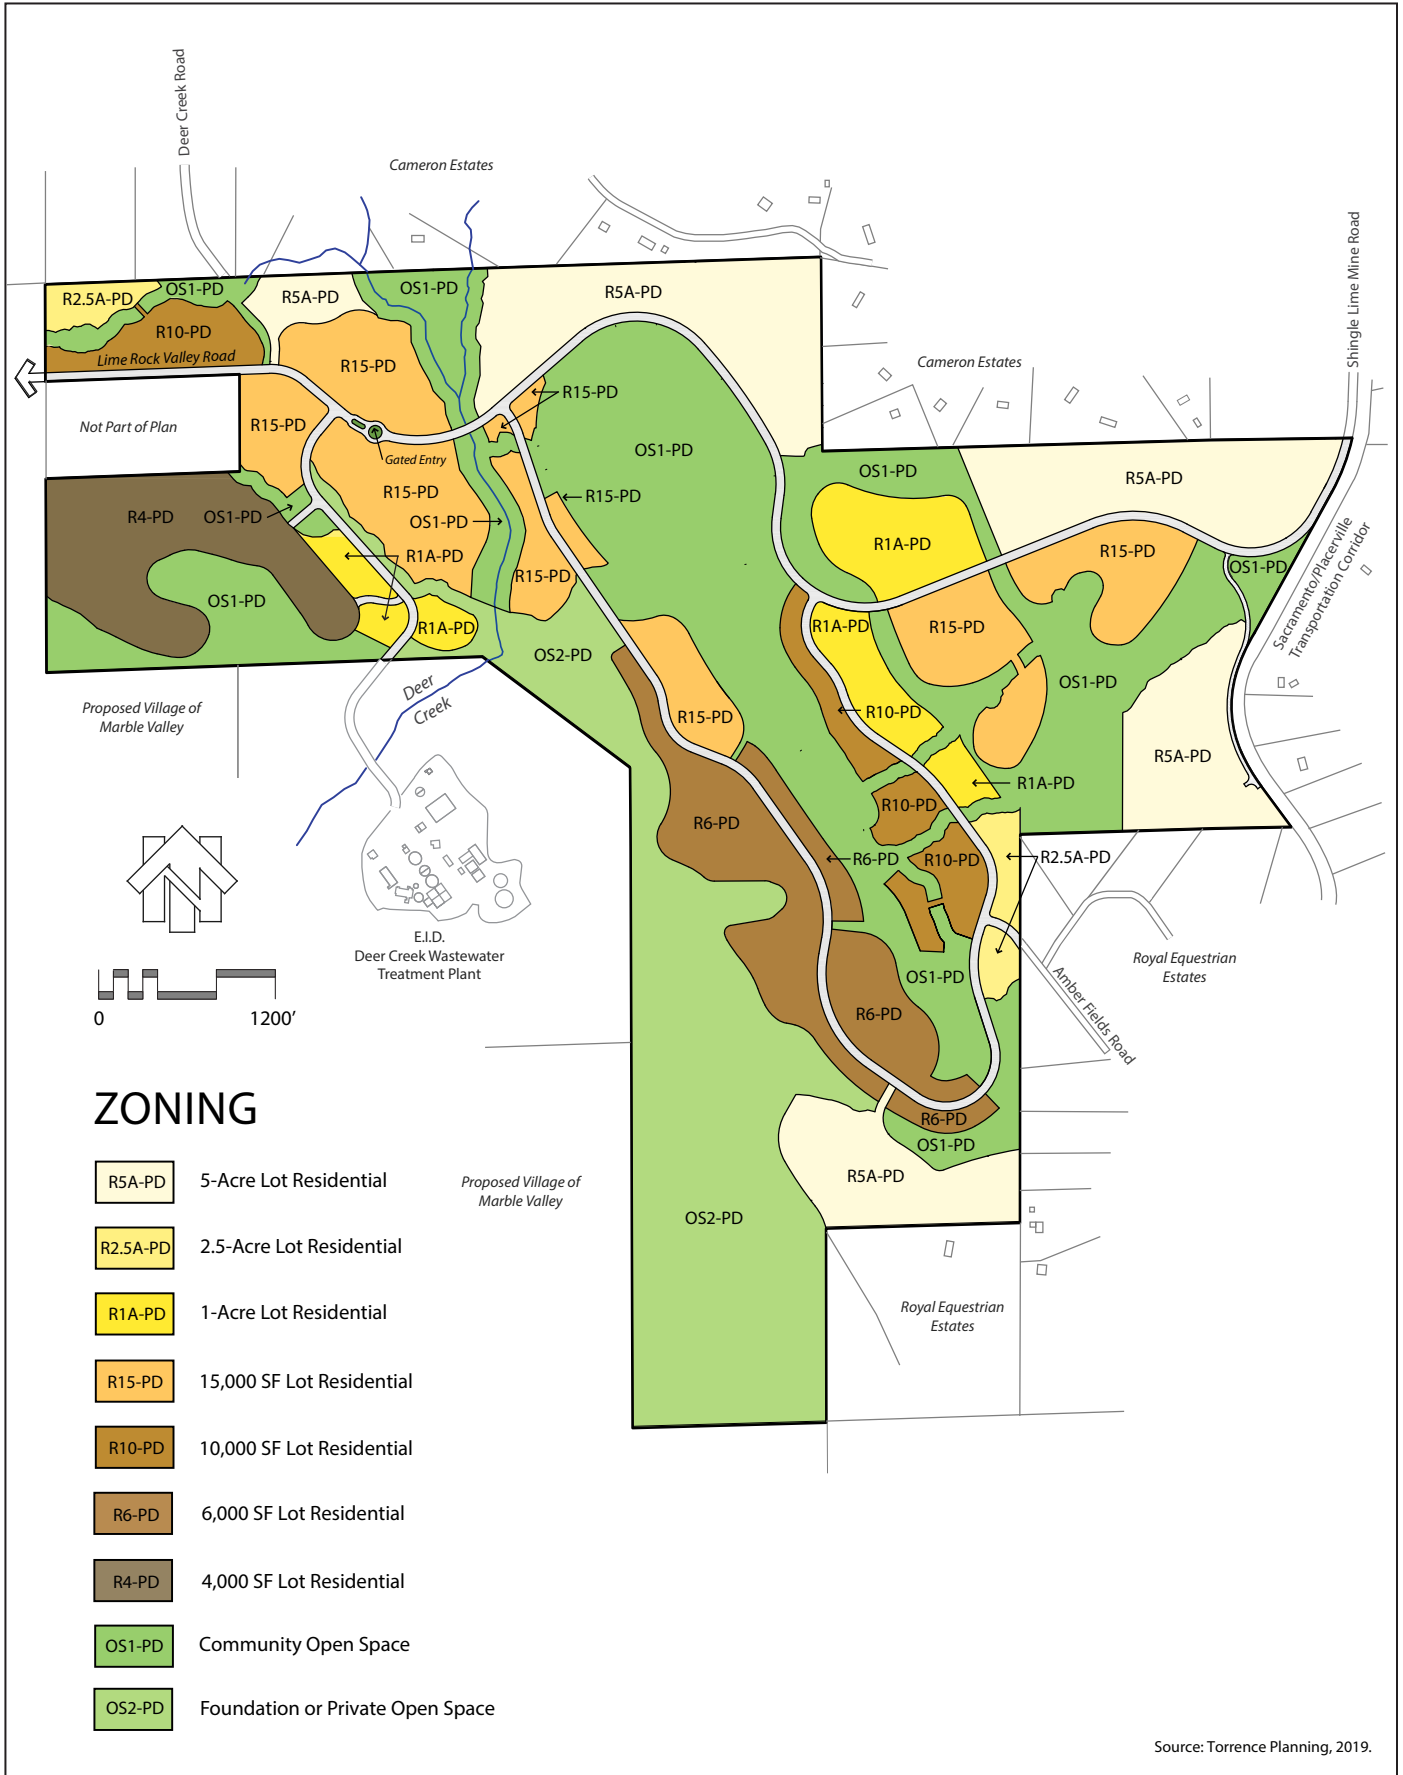 Deer Creek Road
Cameron Estates
Shingle Lime Mine Road
R2.5A-PD
OS1-PD
R5A-PD
OS1-PD
R5A-PD
R10-PD
Lime Rock Valley Road
R15-PD
Cameron Estates
R15-PD
Not Part of Plan
R15-PD
Gated Entry
OS1-PD
OS1-PD
R5A-PD
R15-PD
R15-PD
R4-PD
OS1-PD
OS1-PD
R1A-PD
R1A-PD
R15-PD
OS1-PD
Sacramento/Placerville
Transportation Corridor
R15-PD
OS1-PD
R1A-PD
R1A-PD
R15-PD
OS2-PD
OS1-PD
Deer
Creek
Proposed Village of
Marble Valley
R15-PD
R10-PD
R5A-PD
R1A-PD
R10-PD
R6-PD
R6-PD
R10-PD
R2.5A-PD
E.I.D.
Deer Creek Wastewater
Treatment Plant
OS1-PD
Royal Equestrian
Estates
Amber Fields Road
0
1200’
R6-PD
R6-PD
OS1-PD
R5A-PD
Proposed Village of
Marble Valley
OS2-PD
Royal Equestrian
Estates
ZONING
R5A-PD
5-Acre Lot Residential
R2.5A-PD
2.5-Acre Lot Residential
R1A-PD
1-Acre Lot Residential
R15-PD
15,000 SF Lot Residential
R10-PD
10,000 SF Lot Residential
R6-PD
6,000 SF Lot Residential
R4-PD
4,000 SF Lot Residential
OS1-PD
Community Open Space
OS2-PD
Foundation or Private Open Space
Source: Torrence Planning, 2019.